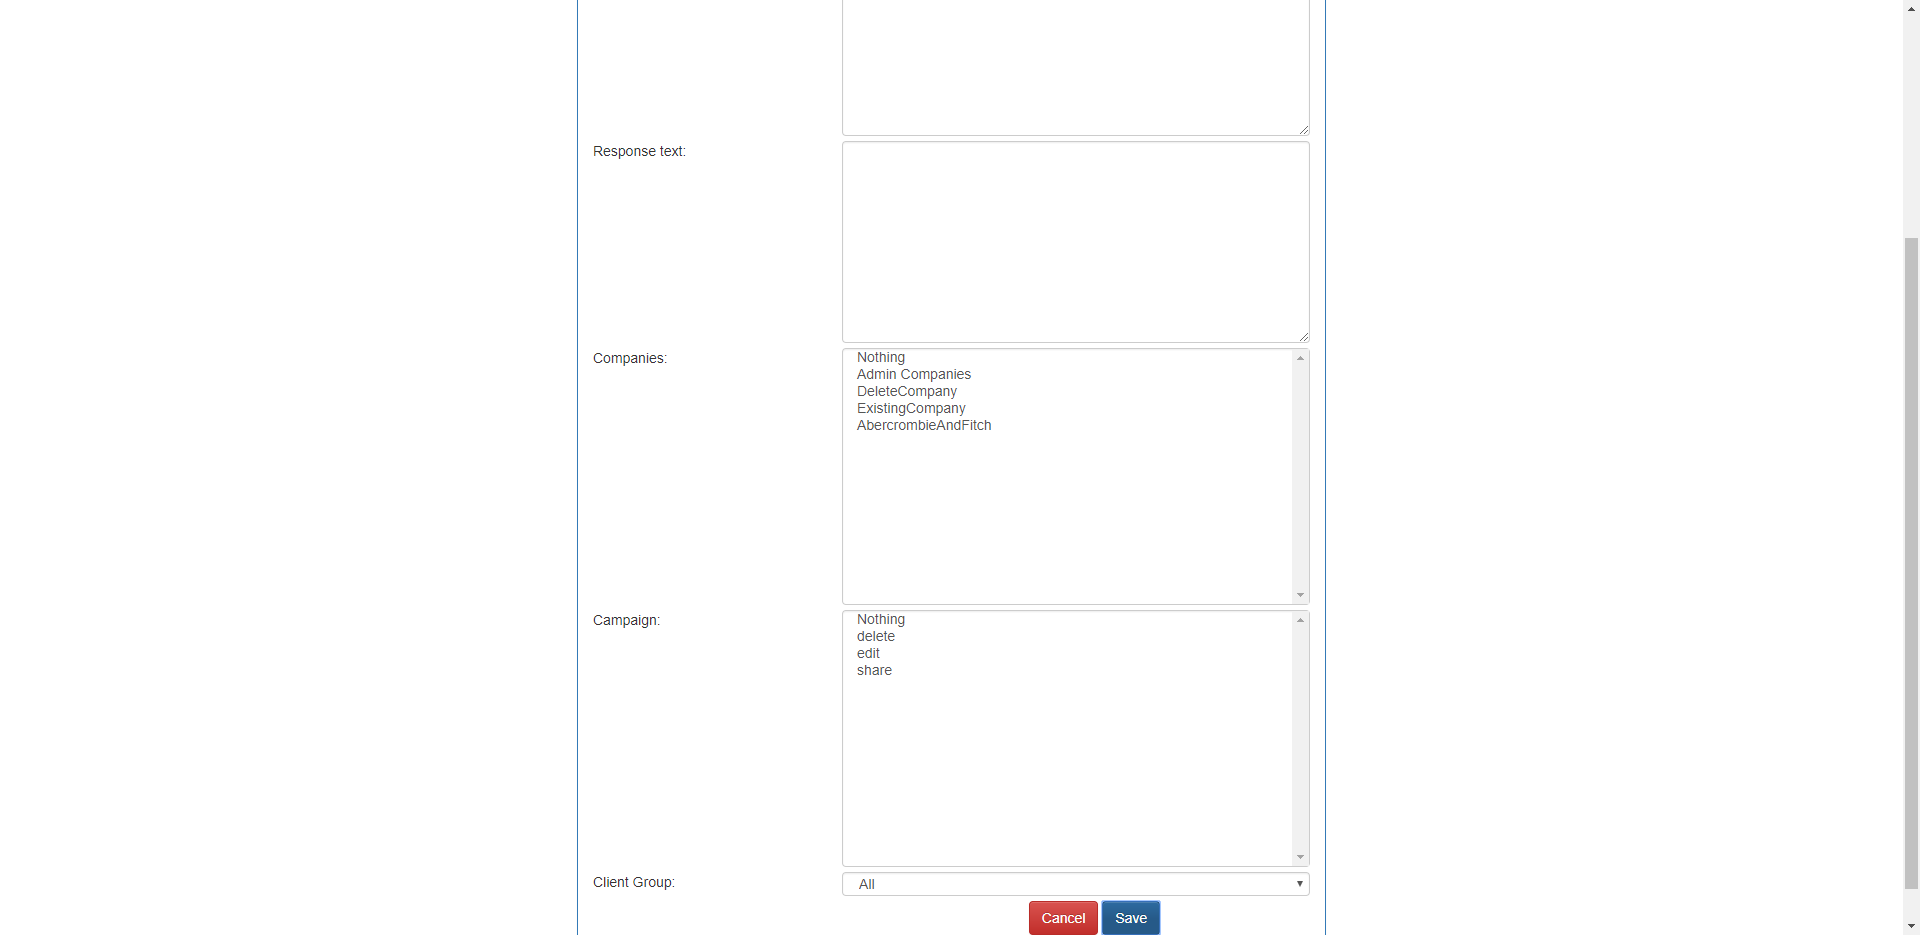 Response text:
Companies:
Nothing
Admin Companies
DeleteCompany
ExistingCompany
AbercrombieAndFitch
Campaign:
Nothing
delete
edit
share
Client Group:
All
Cancel Save